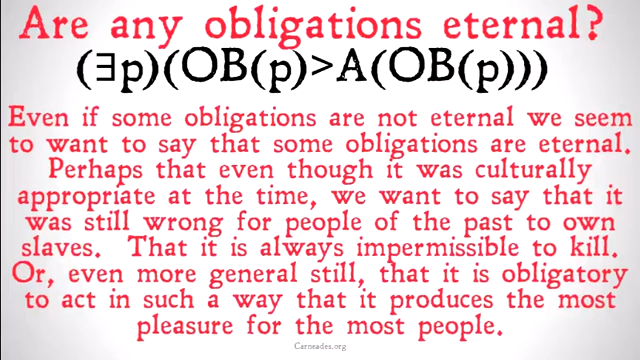 Are any obligations eternal?
(∃p)(OB(p)>A(OB(p)))
Even if some obligations are not eternal we seem
to want to say that some obligations are eternal.
Perhaps that even though it was culturally
appropriate at the time, we want to say that it
was still wrong for people of the past to own
slaves. That it is always impermissible to kill.
Or, even more general still, that it is obligatory
to act in such a way that it produces the most
pleasure for the most people.
Carneades.org